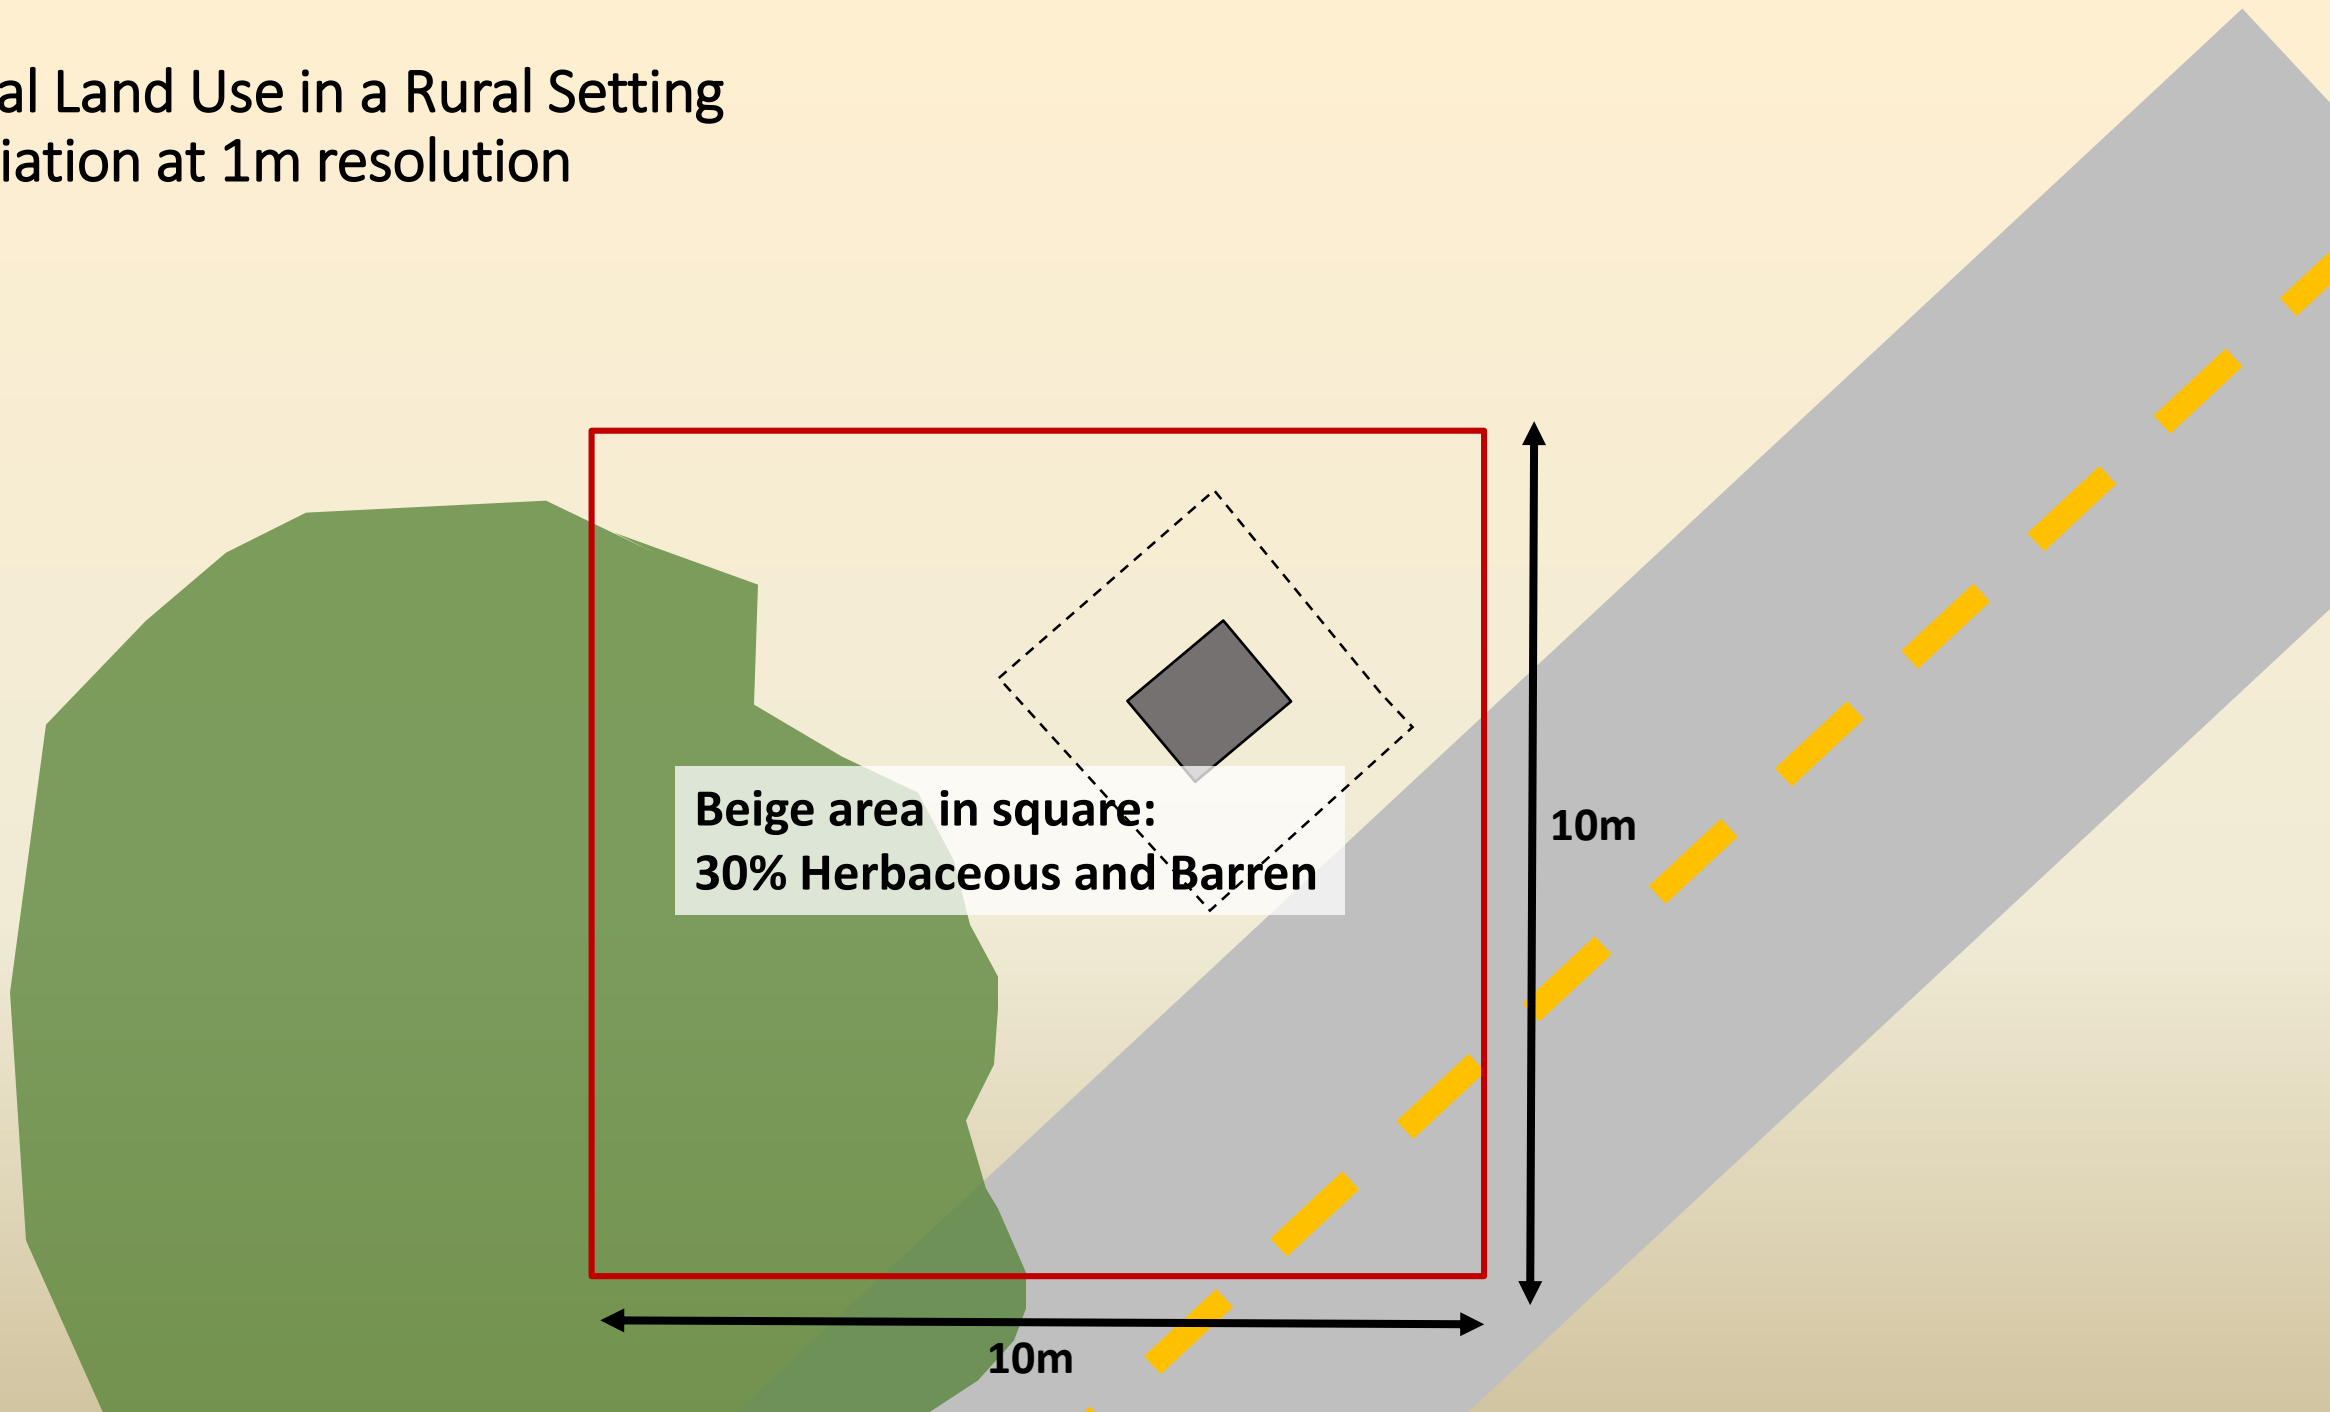 al Land Use in a Rural Setting
iation at 1m resolution
Beige area in square:
30% Herbaceous and Barren
10m
10m